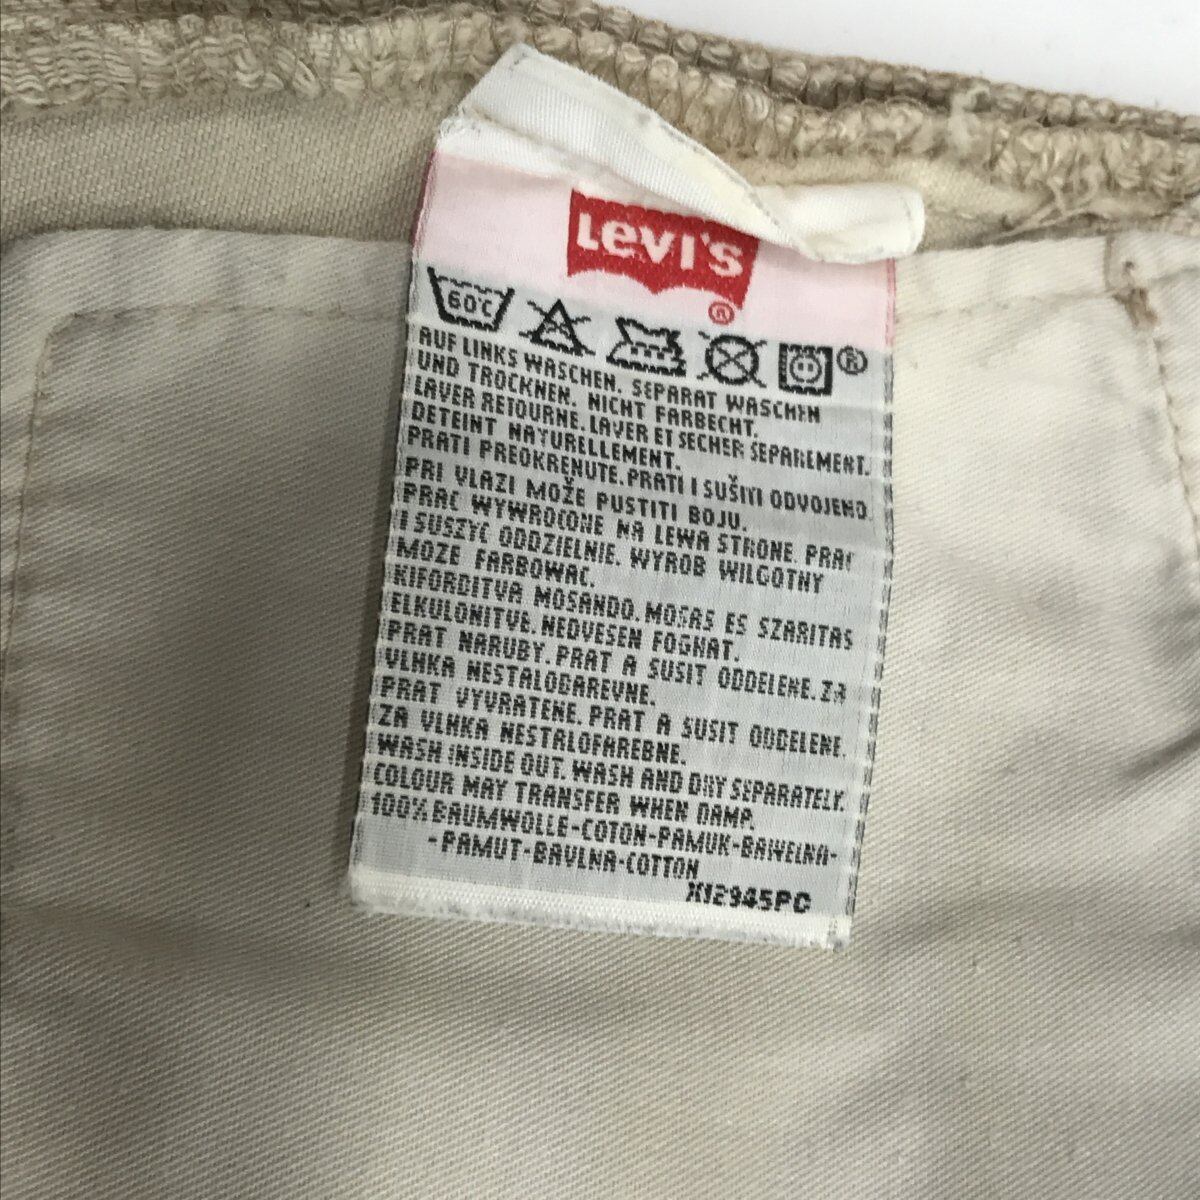 Levi's
®
60°C
®
AUF LINKS WASCHEN. SEPARAT WASCHEN
UND TROCKNEN. NICHT FARBECHT.
LAVER RETOURNE. LAVER ET SECHER SEPAREMENT.
DETEINT NATURELLEMENT.
PRATI PREOKRENUTE. PRATI I SUŠITI ODVOJENO.
PRI VLAZI MOŽE PUSTITI BOJU.
PRAC WYWROCONE NA LEWA STRONE. PRAC
I SUSZYC ODDZIELNIE. WYROB WILGOTNY
MOZE FARBOWAC.
KIFORDITVA MOSANDO. MOSAS ES SZARITAS
ELKULONITVE. NEDVESEN FOGHAT.
PRAT NARUBY. PRAT A SUSIT ODDELENE. ZA
VLHKA NESTALOBAREVNE.
PRAT VYVRATENE. PRAT A SUSIT ODDELENE.
ZA VLHKA NESTALOFAREBNE.
WASH INSIDE OUT. WASH AND DRY SEPARATELY.
COLOUR MAY TRANSFER WHEN DAMP.
100% BAUMWOLLE-COTON-PAMUK-BAWELNA-
-PAMUT-BAVLNA-COTTON
X12945PC